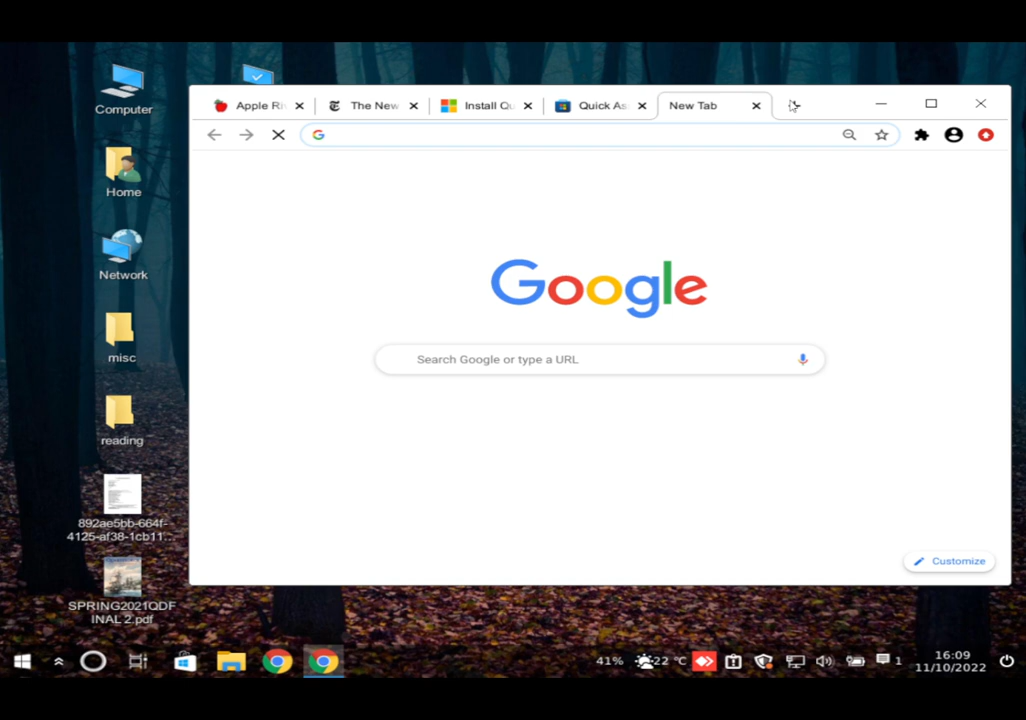 Computer
Home
Network
misc
reading
892ae5bb-664f-
4125-af38-1cb11...
SPRING2021QDF
INAL 2.pdf
Apple Ri
The New
Install Qu
Quick As
New Tab
Google
Search Google or type a URL
Customize
41%
22 °C
1
16:09
11/10/2022